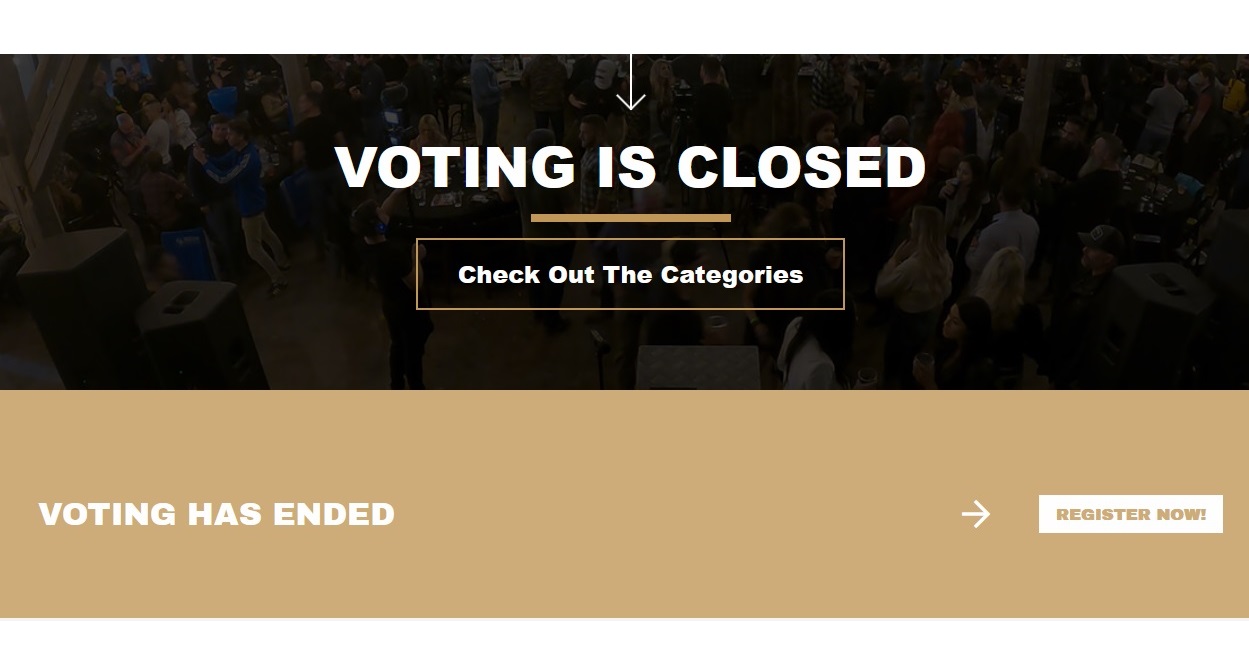 VOTING IS CLOSED
Check Out The Categories
VOTING HAS ENDED
REGISTER NOW!